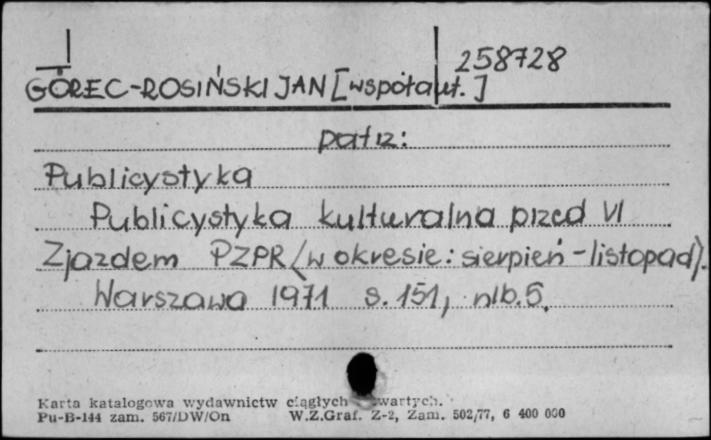 258728
GÓREC-ROSIŃSKI JAN [współaut.]
patrz:
Publicystyka
Publicystyka kulturalna przed VI
Zjazdem PZPR (w okresie: sierpień-listopad).
Warszawa 1971 s. 151, nlb. 5.
Karta katalogowa wydawnictw ciągłych zwartych.
Pu-B-144 zam. 567/DW/On W.Z.Graf. Z-2, Zam. 502/77, 6 400 000